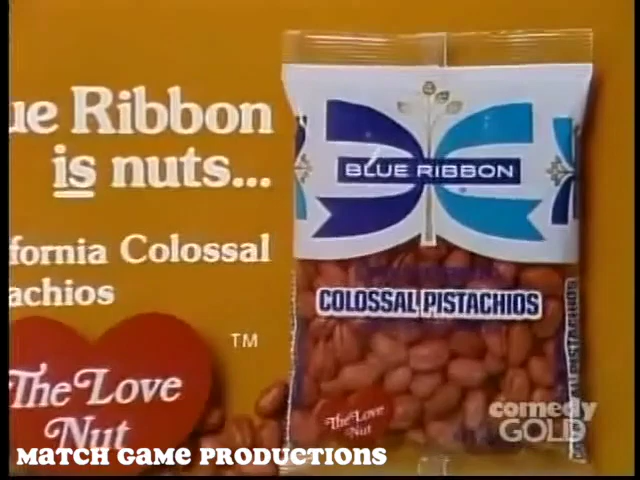 ue Ribbon
is nuts...
fornia Colossal
achios
TM
The Love
Nut
BLUE RIBBON
COLOSSAL PISTACHIOS
The Love
Nut
comedy
GOLD
MATCH GAME PRODUCTIONS